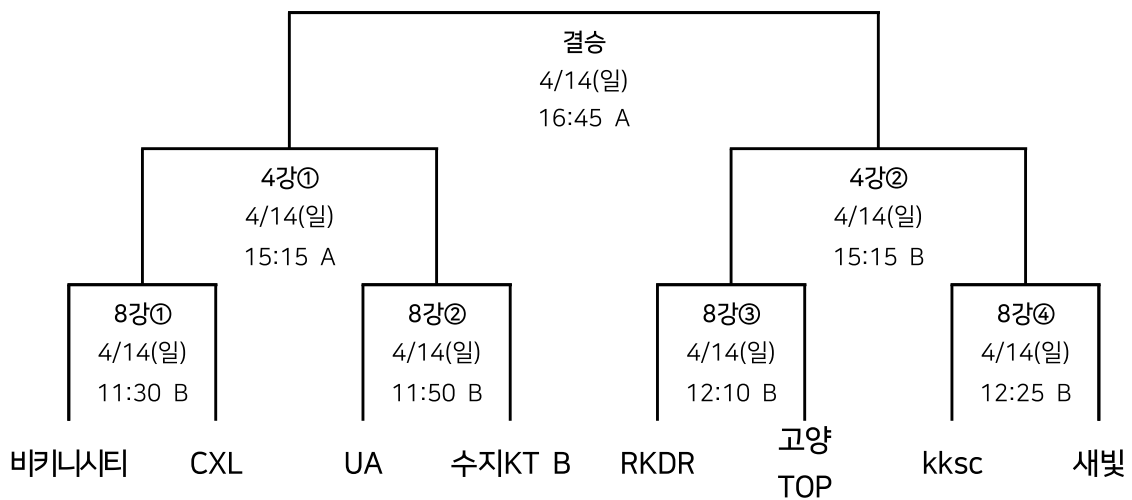 결승
4/14(일)
16:45 A
4강①
4/14(일)
15:15 A
4강②
4/14(일)
15:15 B
8강①
4/14(일)
11:30 B
8강②
4/14(일)
11:50 B
8강③
4/14(일)
12:10 B
8강④
4/14(일)
12:25 B
비키니시티
CXL
UA
수지KT B
RKDR
고양
TOP
kksc
새빛